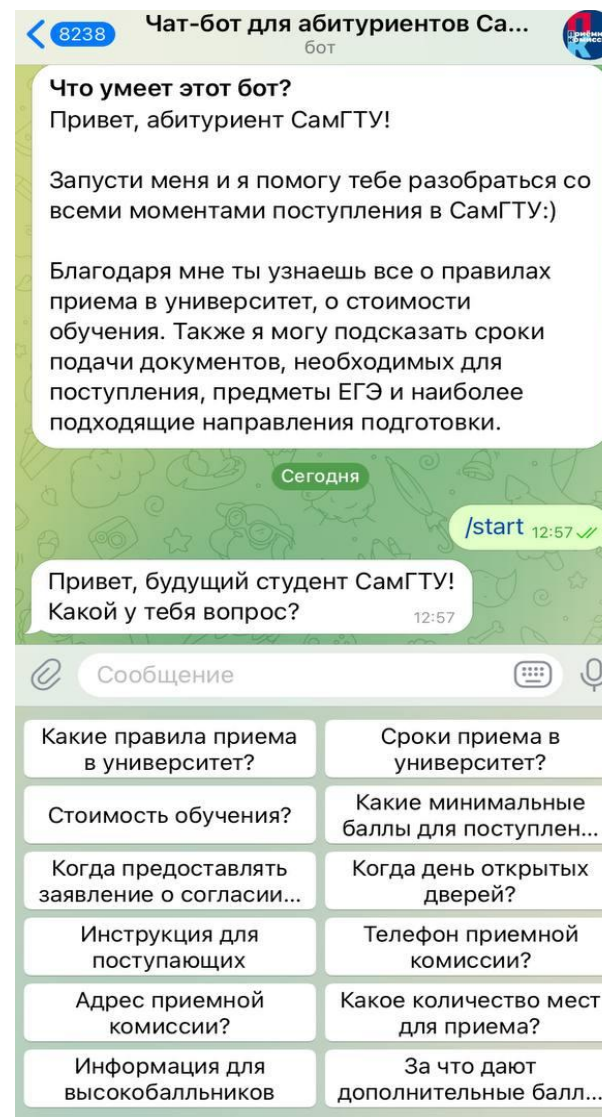 8238
Чат-бот для абитуриентов Са...
бот
Что умеет этот бот?
Привет, абитуриент СамГТУ!
Запусти меня и я помогу тебе разобраться со
всеми моментами поступления в СамГТУ:)
Благодаря мне ты узнаешь все о правилах
приема в университет, о стоимости
обучения. Также я могу подсказать сроки
подачи документов, необходимых для
поступления, предметы ЕГЭ и наиболее
подходящие направления подготовки.
Сегодня
/start 12:57
Привет, будущий студент СамГТУ!
Какой у тебя вопрос?
12:57
Сообщение
Какие правила приема
в университет?
Сроки приема в
университет?
Стоимость обучения?
Какие минимальные
баллы для поступлен...
Когда предоставлять
заявление о согласии...
Когда день открытых
дверей?
Инструкция для
поступающих
Телефон приемной
комиссии?
Адрес приемной
комиссии?
Какое количество мест
для приема?
Информация для
высокобалльников
За что дают
дополнительные балл...